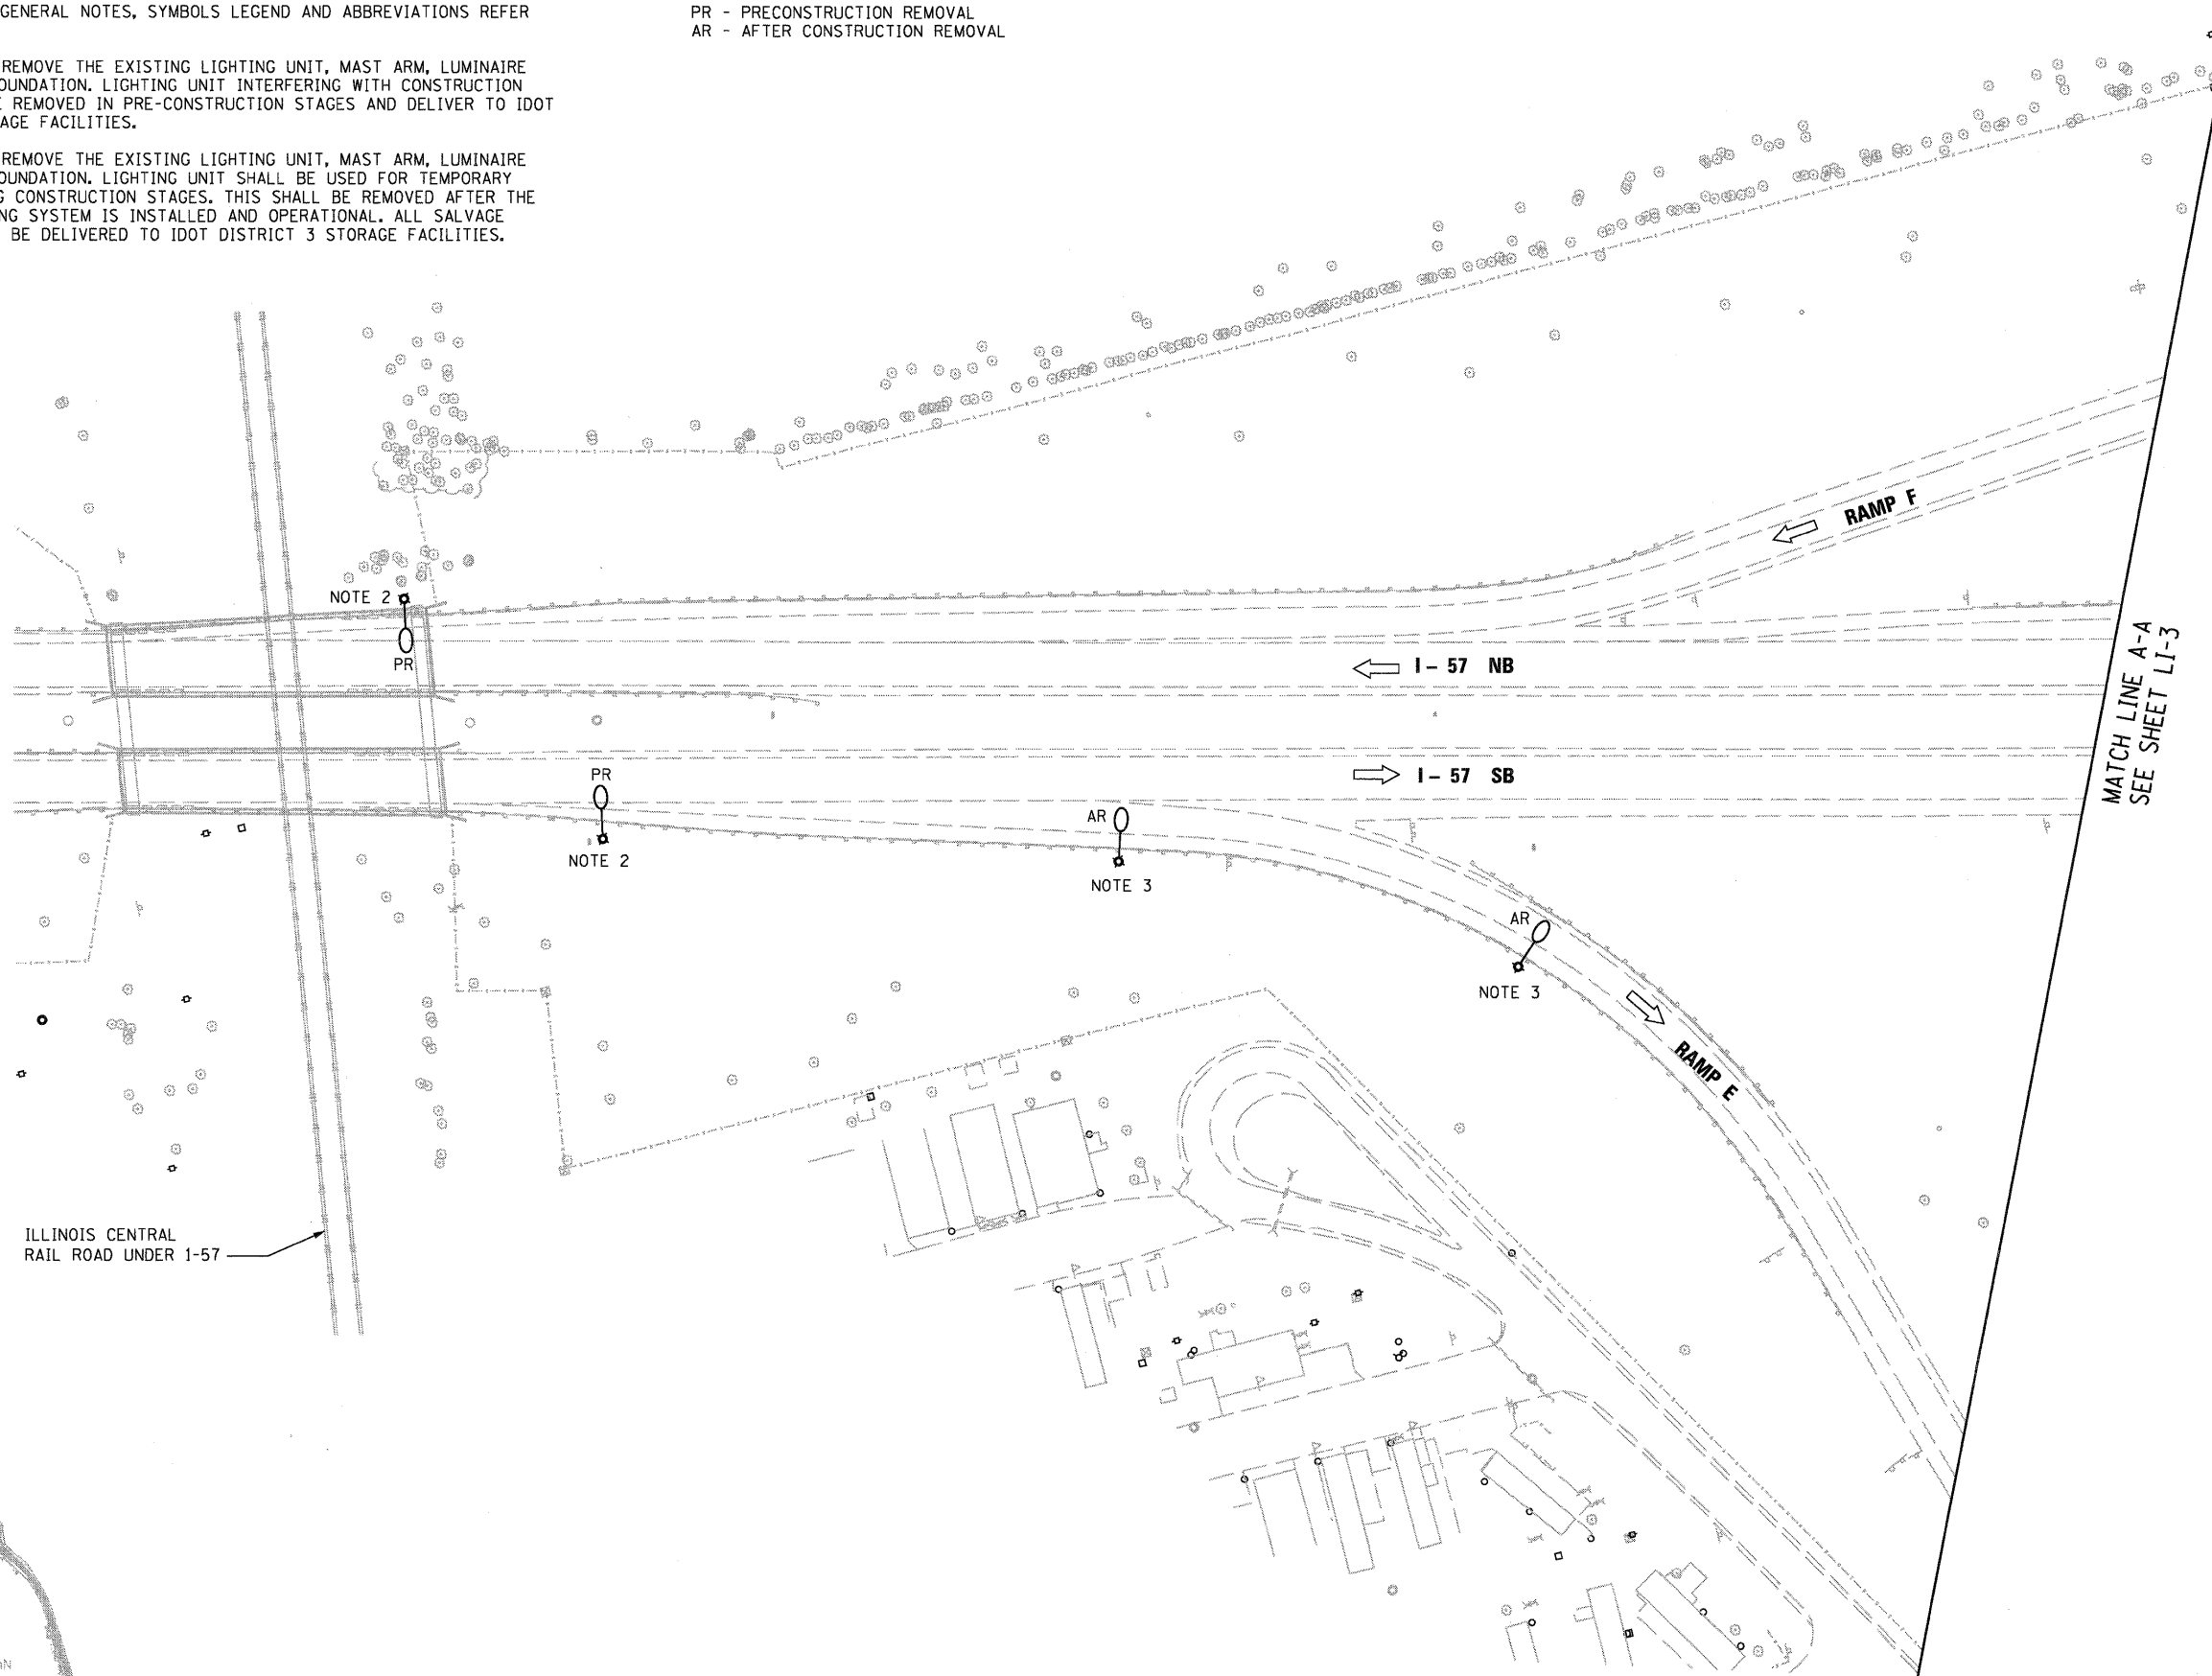 GENERAL NOTES, SYMBOLS LEGEND AND ABBREVIATIONS REFER
PR - PRECONSTRUCTION REMOVAL
AR - AFTER CONSTRUCTION REMOVAL
REMOVE THE EXISTING LIGHTING UNIT, MAST ARM, LUMINAIRE
OUNDATION. LIGHTING UNIT INTERFERING WITH CONSTRUCTION
REMOVED IN PRE-CONSTRUCTION STAGES AND DELIVER TO IDOT
AGE FACILITIES.
REMOVE THE EXISTING LIGHTING UNIT, MAST ARM, LUMINAIRE
OUNDATION. LIGHTING UNIT SHALL BE USED FOR TEMPORARY
G CONSTRUCTION STAGES. THIS SHALL BE REMOVED AFTER THE
NG SYSTEM IS INSTALLED AND OPERATIONAL. ALL SALVAGE
BE DELIVERED TO IDOT DISTRICT 3 STORAGE FACILITIES.
RAMP F
NOTE 2
PR
I - 57 NB
MATCH LINE A-A
SEE SHEET LI-3
I - 57 SB
PR
NOTE 2
AR
NOTE 3
AR
NOTE 3
RAMP E
ILLINOIS CENTRAL
RAIL ROAD UNDER 1-57